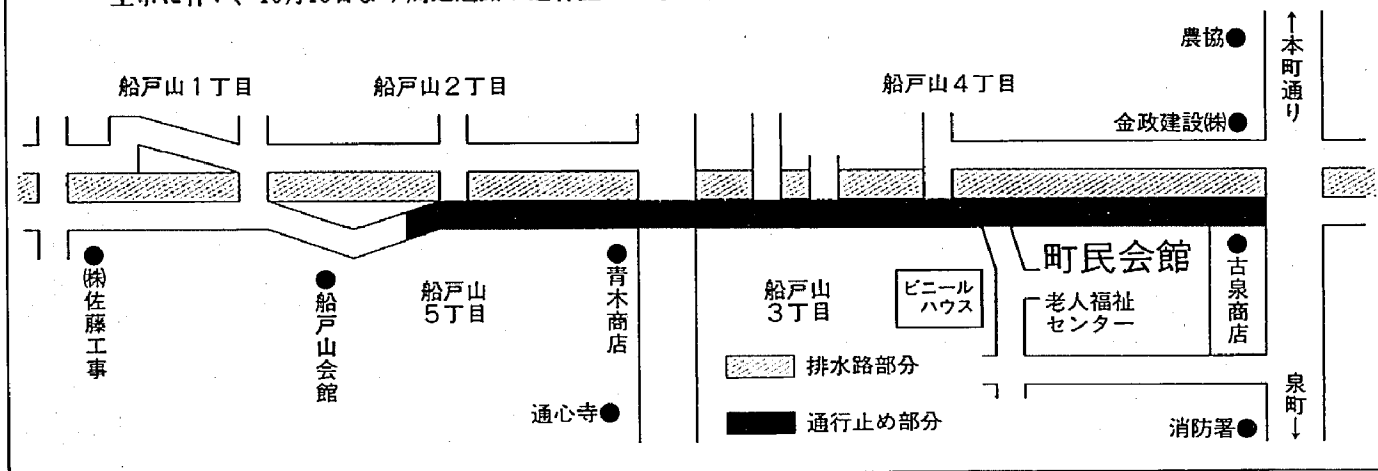 農協
↑本町通り
船戸山1丁目
船戸山2丁目
船戸山4丁目
金政建設㈱
㈱佐藤工事
船戸山会館
船戸山
5丁目
青木商店
船戸山
3丁目
ビニール
ハウス
町民会館
老人福祉
センター
古泉商店
排水路部分
通行止め部分
通心寺
消防署
泉町↓